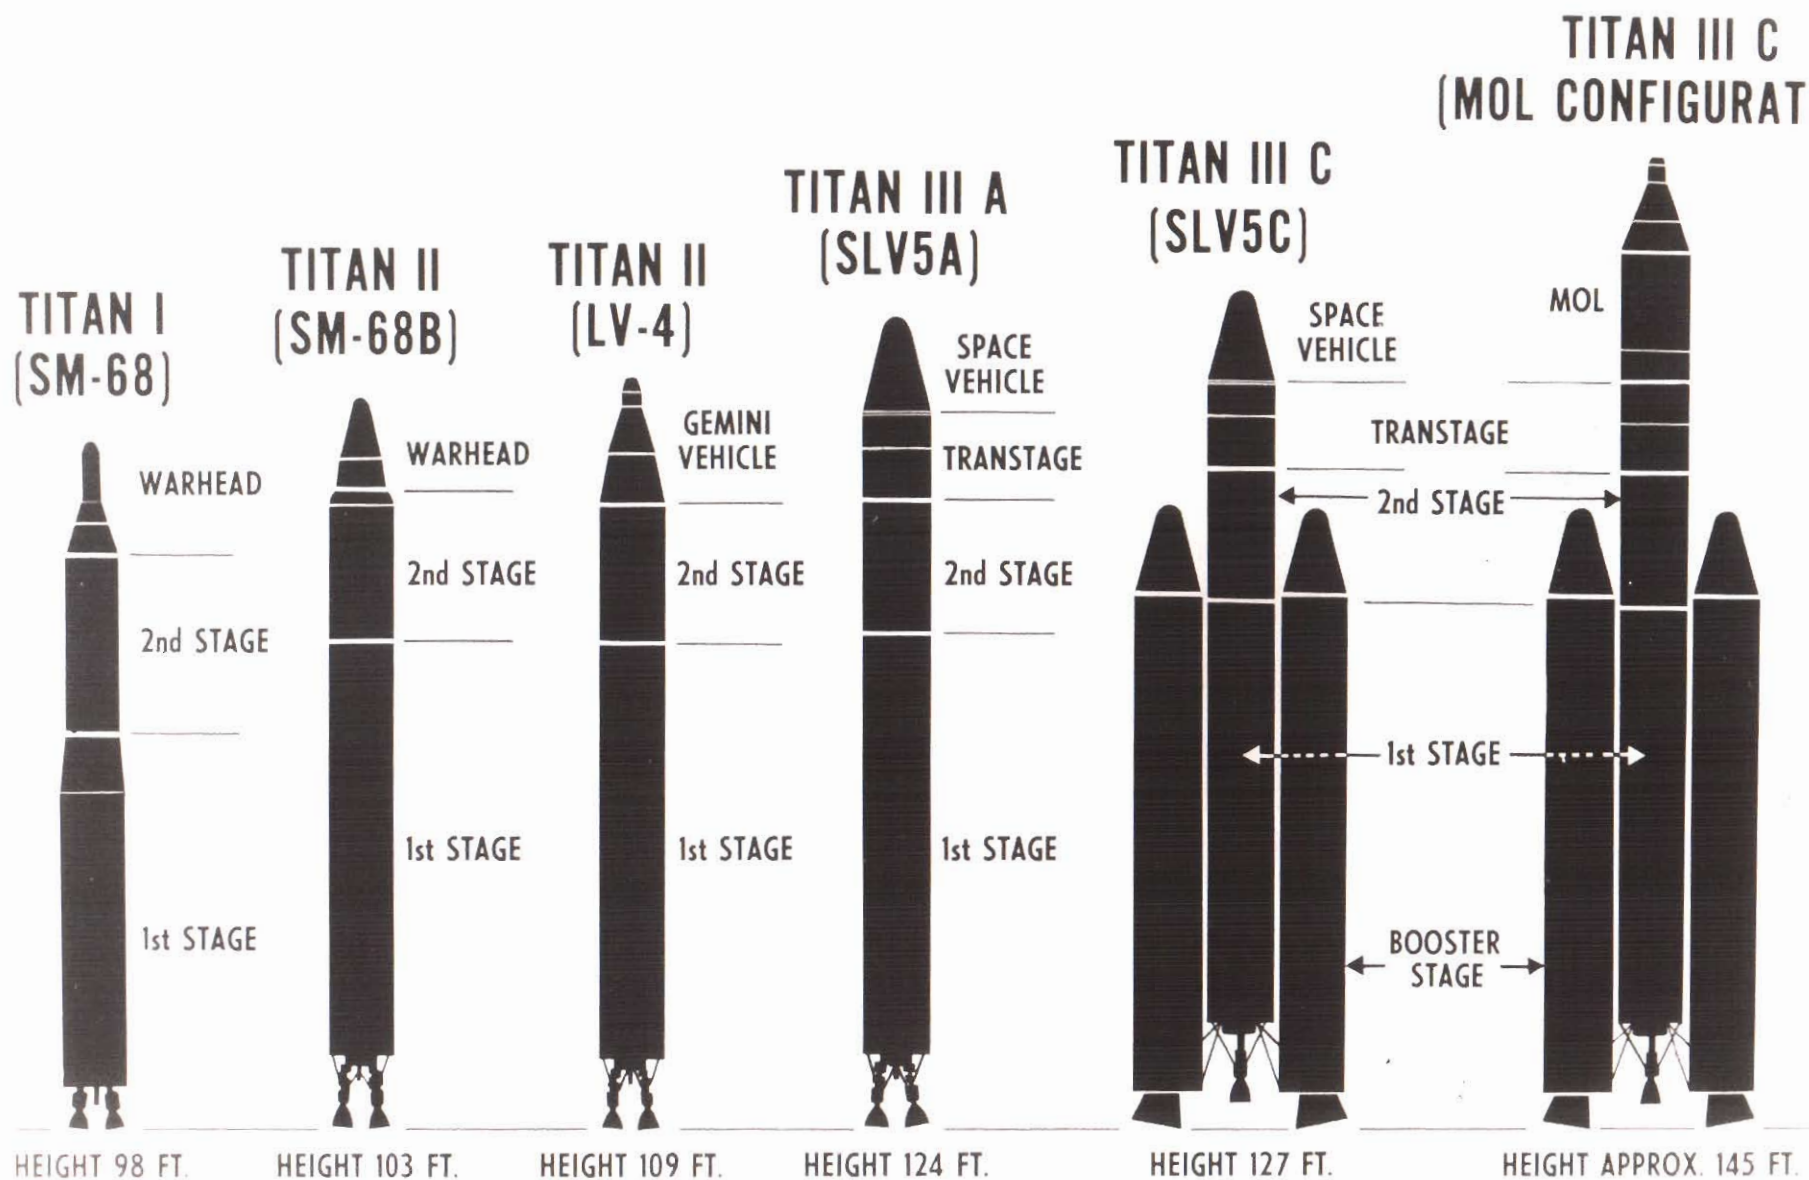 TITAN I
(SM-68)
WARHEAD
2nd STAGE
1st STAGE
HEIGHT 98 FT.
TITAN II
(SM-68B)
WARHEAD
2nd STAGE
1st STAGE
HEIGHT 103 FT.
TITAN II
(LV-4)
GEMINI
VEHICLE
2nd STAGE
1st STAGE
HEIGHT 109 FT.
TITAN III A
(SLV5A)
SPACE
VEHICLE
TRANSTAGE
2nd STAGE
1st STAGE
HEIGHT 124 FT.
TITAN III C
(SLV5C)
SPACE
VEHICLE
TRANSTAGE
2nd STAGE
1st STAGE
BOOSTER
STAGE
HEIGHT 127 FT.
TITAN III C
(MOL CONFIGURAT
MOL
HEIGHT APPROX. 145 FT.